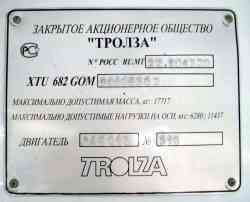 ЗАКРЫТОЕ АКЦИОНЕРНОЕ ОБЩЕСТВО
"ТРОЛЗА"
РСТ
N° РОСС RU.МТ
XTU 682 GOM
МАКСИМАЛЬНО ДОПУСТИМАЯ МАССА, кг: 17717
МАКСИМАЛЬНО ДОПУСТИМЫЕ НАГРУЗКИ НА ОСИ, кг: 6280; 11437
ДВИГАТЕЛЬ №
TROLZA